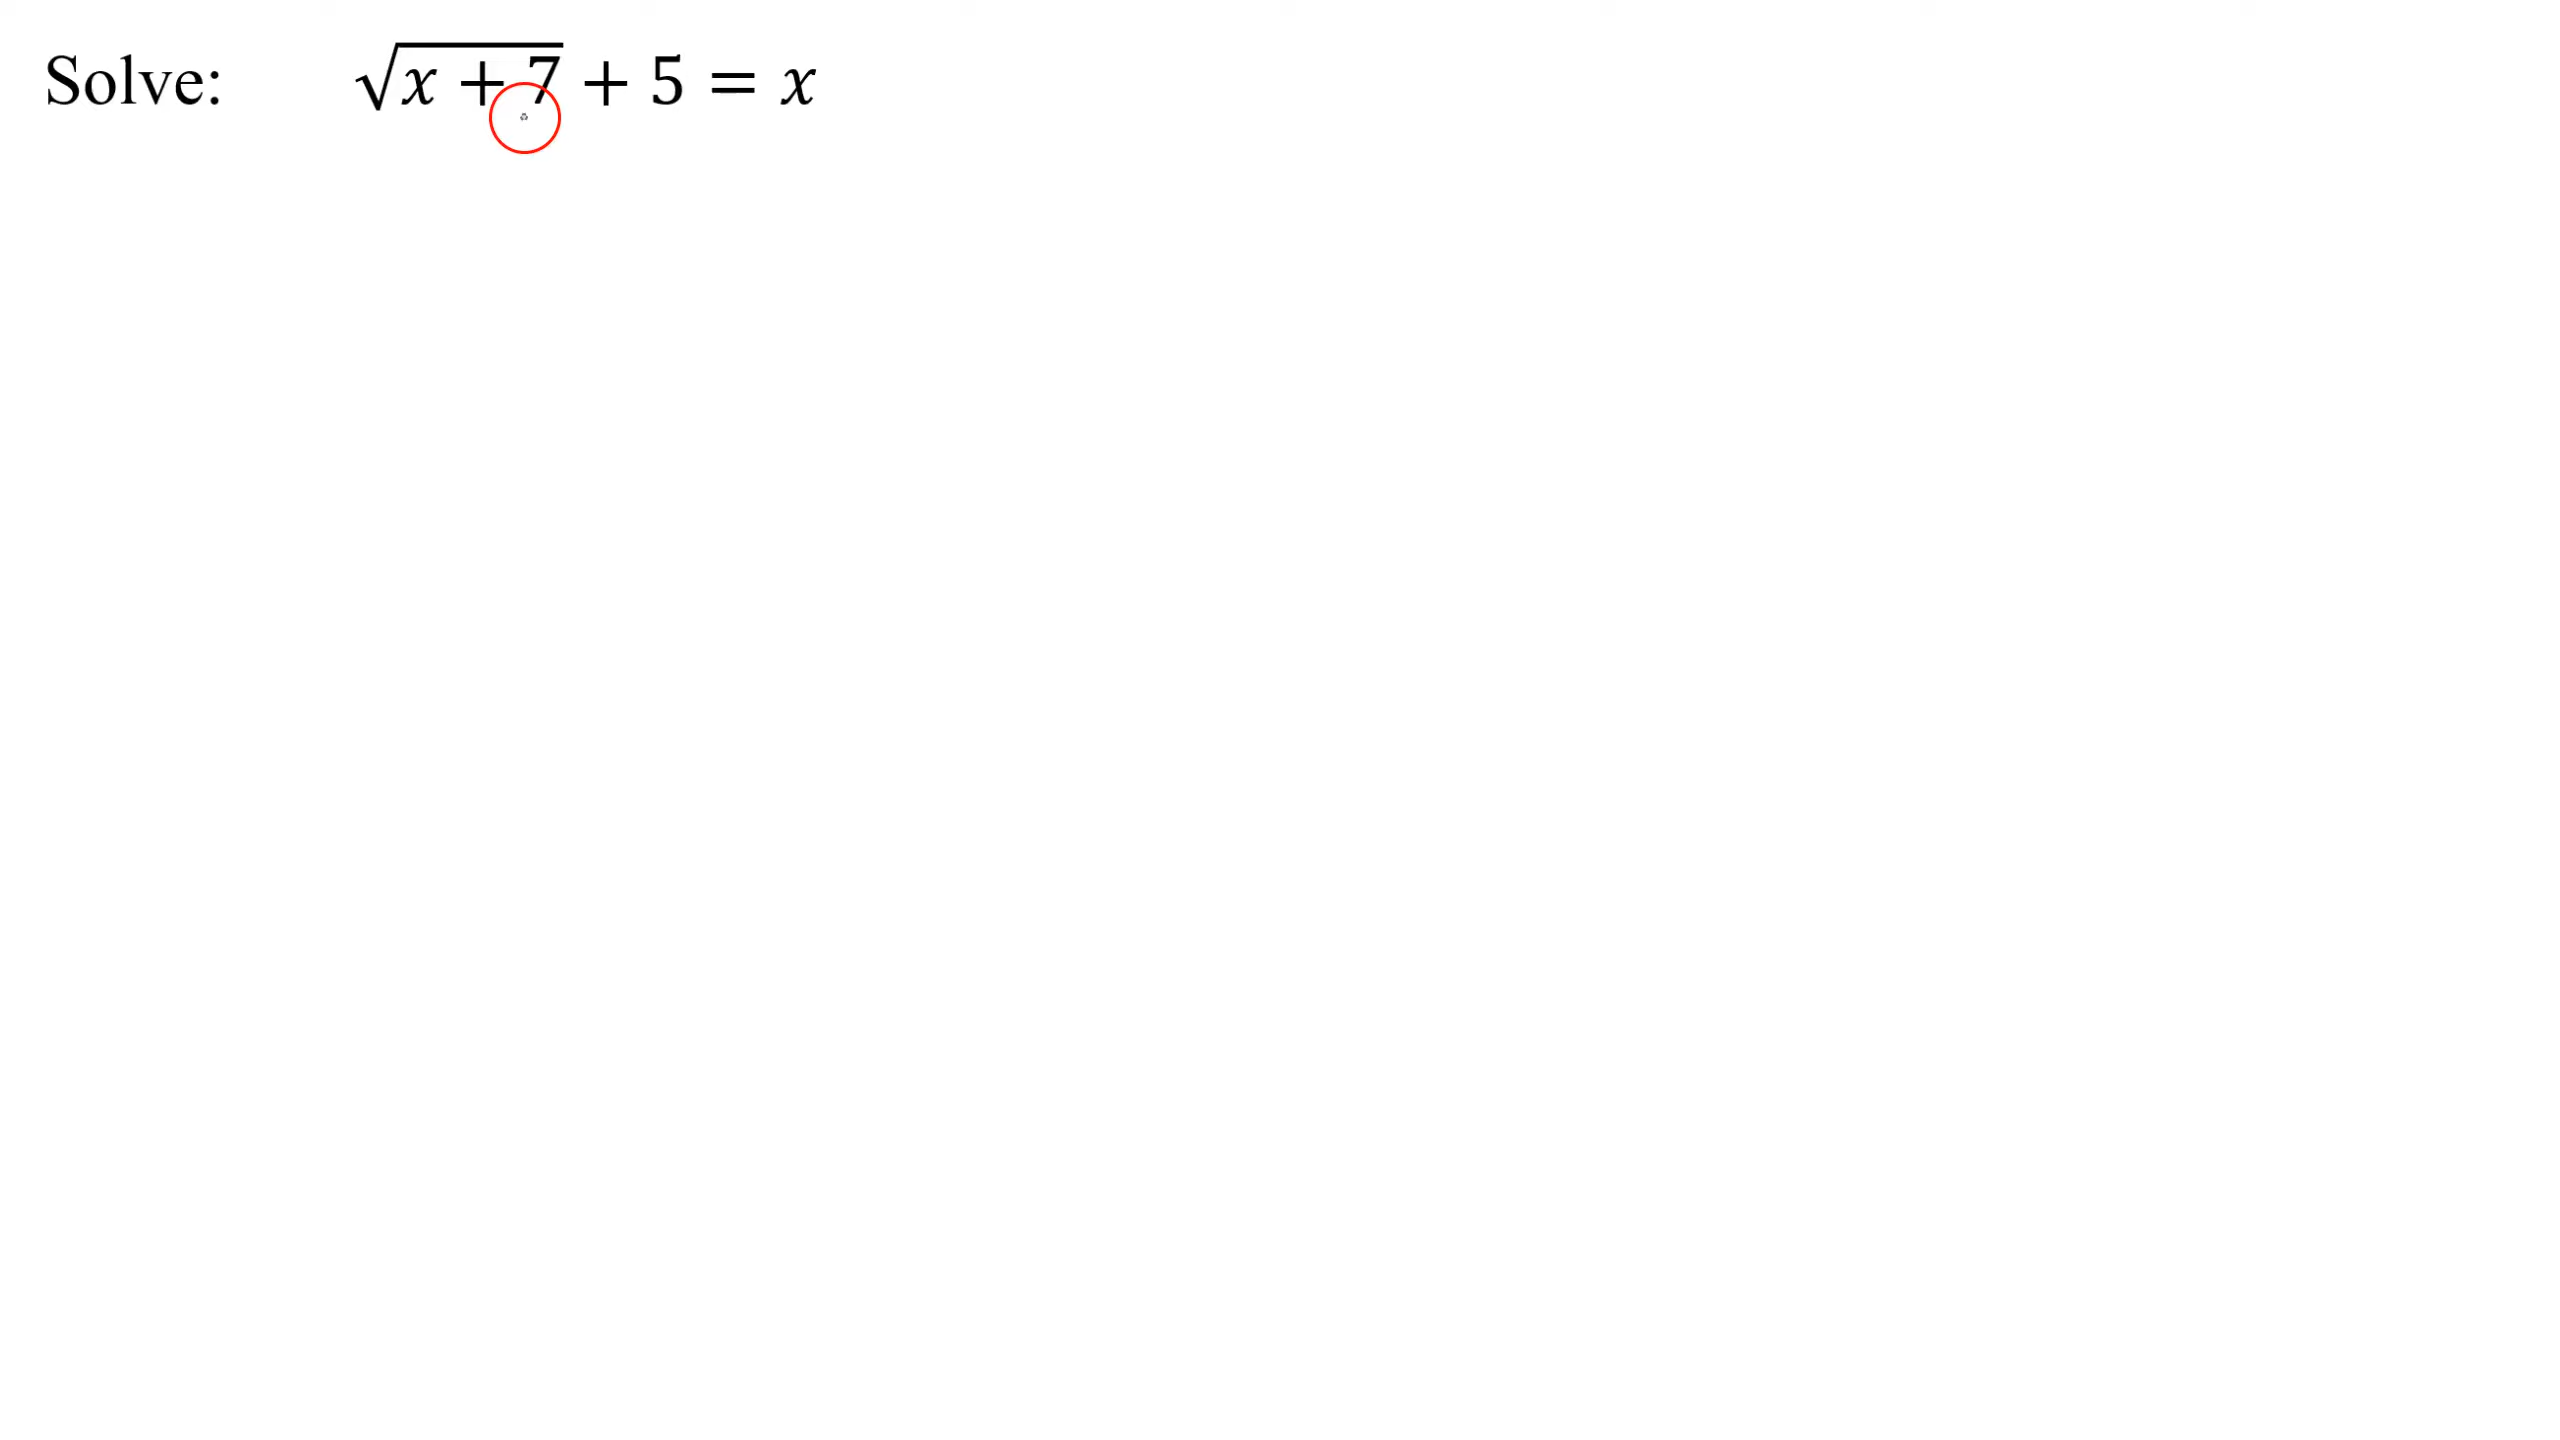 Solve: √(x + 7) + 5 = x